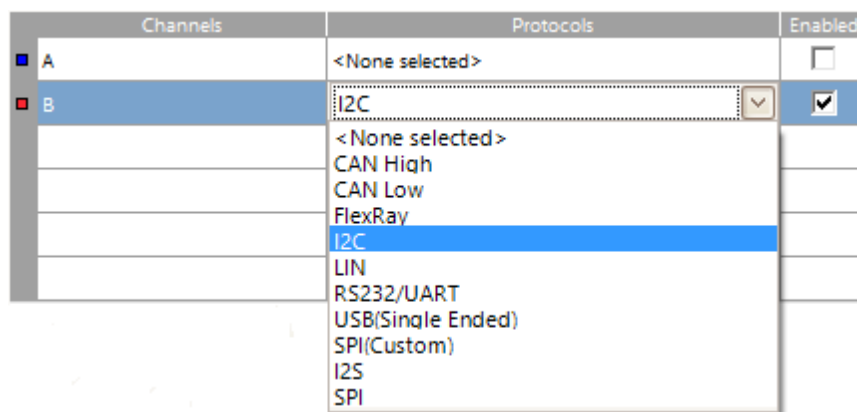 Channels Protocols Enabled
A <None selected>
B I2C
<None selected>
CAN High
CAN Low
FlexRay
I2C
LIN
RS232/UART
USB(Single Ended)
SPI(Custom)
I2S
SPI